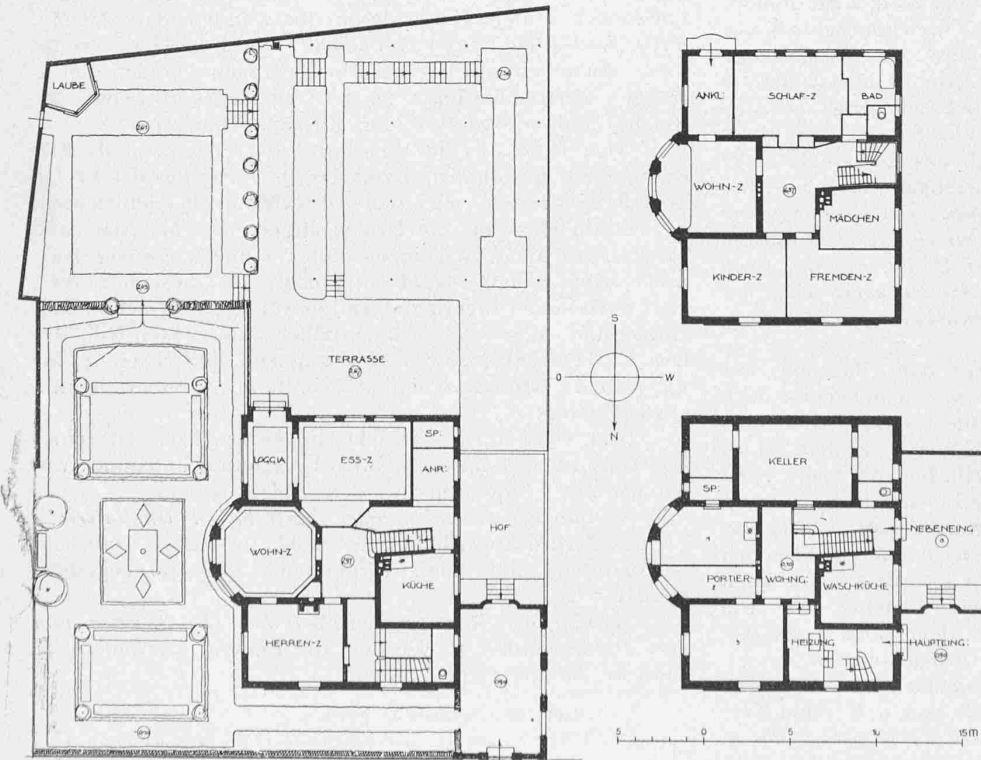 LAUBE
TERRASSE
LOGGIA
ESS-Z
SP:
ANR:
WOHN-Z
KÜCHE
HERREN-Z
HOF
ANKL:
SCHLAF-Z
BAD
WOHN-Z
MÄDCHEN
KINDER-Z
FREMDEN-Z
S
O
W
N
KELLER
SP:
NEBENEING
PORTIER-
WOHNG:
WASCHKÜCHE
HEIZUNG
HAUPTEING:
5
0
5
10
15 m